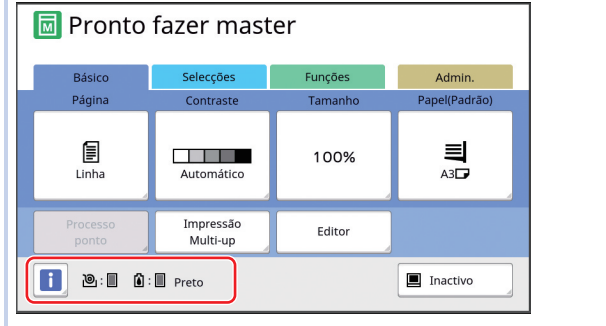 M Pronto fazer master
Básico Selecções Funções Admin.
Página Contraste Tamanho Papel(Padrão)
Linha Automático 100% A3
Processo ponto
Impressão Multi-up
Editor
i : : Preto Inactivo